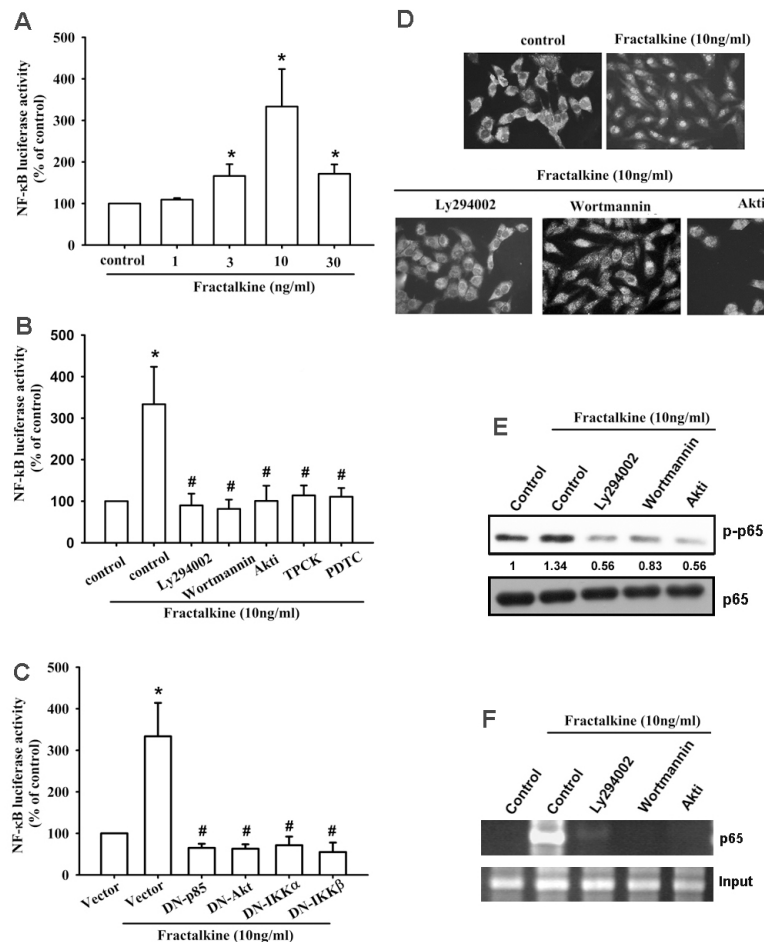 A
NF-κB luciferase activity
(% of control)
500
400
300
200
100
0
*
*
*
control
1
3
10
30
Fractalkine (ng/ml)
B
NF-kB luciferase activity
(% of control)
500
400
300
200
100
0
*
#
#
#
#
#
control
control
Ly294002
Wortmannin
Akti
TPCK
PDTC
Fractalkine (10ng/ml)
C
NF-kB luciferase activity
(% of control)
500
400
300
200
100
0
*
#
#
#
#
Vector
Vector
DN-p85
DN-Akt
DN-IKKα
DN-IKKβ
Fractalkine (10ng/ml)
D
control
Fractalkine (10ng/ml)
Fractalkine (10ng/ml)
Ly294002
Wortmannin
Akti
E
Fractalkine (10ng/ml)
Control
Control
Ly294002
Wortmannin
Akti
p-p65
1 1.34 0.56 0.83 0.56
p65
F
Fractalkine (10ng/ml)
Control
Control
Ly294002
Wortmannin
Akti
p65
Input